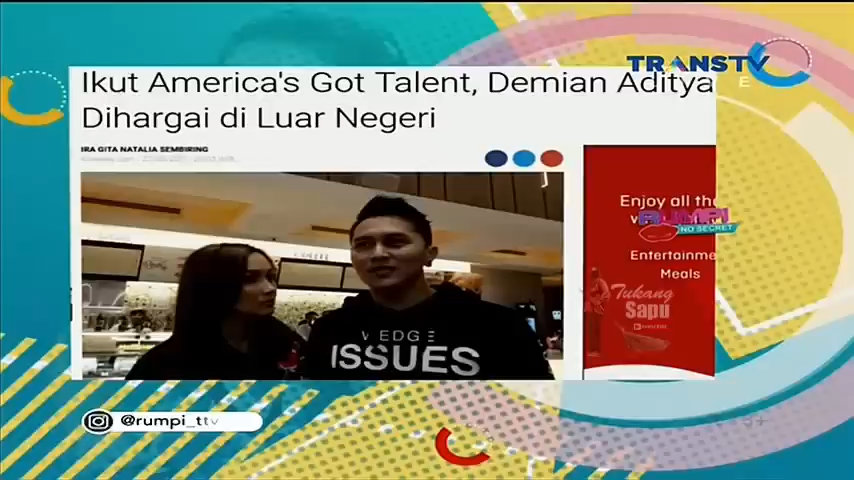 TRANSTV
Ikut America's Got Talent, Demian Aditya
Dihargai di Luar Negeri
IRA GITA NATALIA SEMBIRING
Enjoy all the
RUMPI
NO SECRET
Entertainme
Meals
Tukang
Sapu
V EDGE
ISSUES
@rumpi_ttv